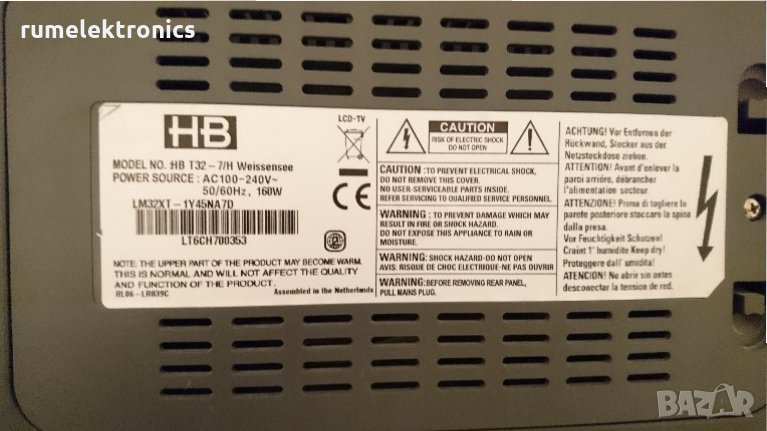 rumelektronics
HB
LCD-TV
MODEL NO. HB T32-7/H Weissensee
POWER SOURCE : AC100-240V~
50/60Hz, 160W
LM32XT-1Y45NA7D
LT6CH700353
NOTE: THE UPPER PART OF THE PRODUCT MAY BECOME WARM.
THIS IS NORMAL AND WILL NOT AFFECT THE QUALITY
AND FUNCTION OF THE PRODUCT.
RL06-LR039C
Assembled in the Netherlands
CAUTION
RISK OF ELECTRIC SHOCK
DO NOT OPEN
CAUTION :TO PREVENT ELECTRICAL SHOCK,
DO NOT REMOVE THIS COVER.
NO USER-SERVICEABLE PARTS INSIDE.
REFER SERVICING TO QUALIFIED SERVICE PERSONNEL.
WARNING : TO PREVENT DAMAGE WHICH MAY
RESULT IN FIRE OR SHOCK HAZARD.
DO NOT EXPOSE THIS APPLIANCE TO RAIN OR
MOISTURE.
WARNING: SHOCK HAZARD-DO NOT OPEN
AVIS: RISQUE DE CHOC ELECTRIQUE-NE PAS OUVRIR
WARNING:BEFORE REMOVING REAR PANEL,
PULL MAINS PLUG.
ACHTUNG! Vor Entfernen der
Rückwand, Stecker aus der
Netzsteckdose ziehen.
ATTENTION! Avant d'enlever la
paroi arrière, débrancher
l'alimentation secteur.
ATTENZIONE! Prima di togliere la
parete posteriore staccare la spina
dalla presa.
Vor Feuchtigkeit Schutzen!
Craint 1' humidite Keep dry!
Proteggere dall' umidita!
ATENCION! No abrir sin antes
desconectar la tension de red.
BAZAR